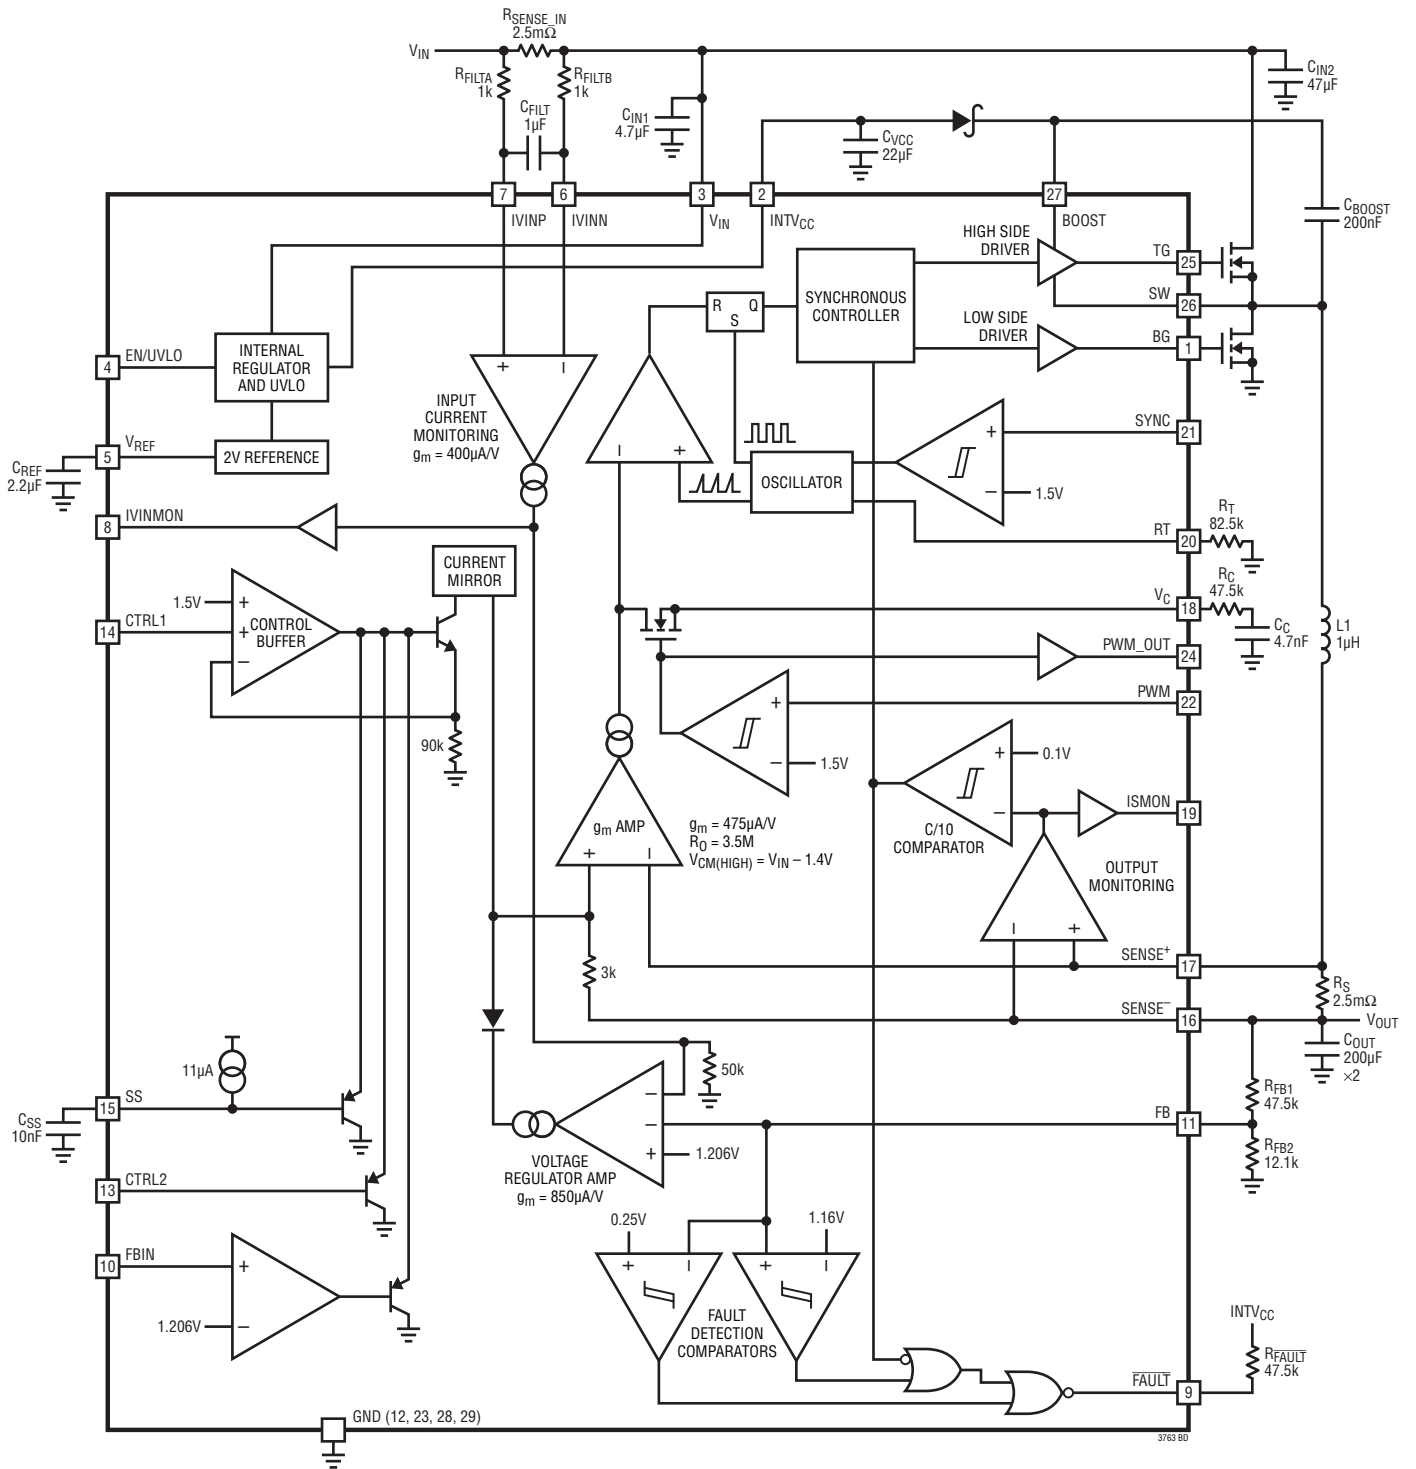 RSENSE_IN
2.5mΩ
VIN
RFILTA
1k
RFILTB
1k
CFILT
1µF
CIN1
4.7µF
CIN2
47µF
CVCC
22µF
CBOOST
200nF
7
6
3
2
27
IVINP
IVINN
VIN
INTVCC
BOOST
HIGH SIDE
DRIVER
TG
25
SW
26
LOW SIDE
DRIVER
BG
1
R
Q
S
SYNCHRONOUS
CONTROLLER
4
EN/UVLO
INTERNAL
REGULATOR
AND UVLO
+
–
INPUT
CURRENT
MONITORING
gm = 400µA/V
5
VREF
2V REFERENCE
CREF
2.2µF
–
+
OSCILLATOR
+
SYNC
21
–
1.5V
8
IVINMON
RT
20
RT
82.5k
CURRENT
MIRROR
1.5V
+
14
CTRL1
+
CONTROL
BUFFER
–
90k
VC
18
RC
47.5k
CC
4.7nF
L1
1µH
PWM_OUT
24
PWM
22
+
–
1.5V
+
0.1V
–
C/10
COMPARATOR
ISMON
19
gm AMP
+
–
gm = 475µA/V
RO = 3.5M
VCM(HIGH) = VIN – 1.4V
OUTPUT
MONITORING
–
+
SENSE+
17
3k
RS
2.5mΩ
SENSE–
16
VOUT
COUT
200µF
×2
11µA
50k
15
SS
CSS
10nF
RFB1
47.5k
–
–
+
FB
11
1.206V
RFB2
12.1k
VOLTAGE
REGULATOR AMP
gm = 850µA/V
13
CTRL2
0.25V
1.16V
+
–
+
–
10
FBIN
+
1.206V
–
FAULT
DETECTION
COMPARATORS
INTVCC
RFAULT
47.5k
FAULT
9
GND (12, 23, 28, 29)
3763 BD